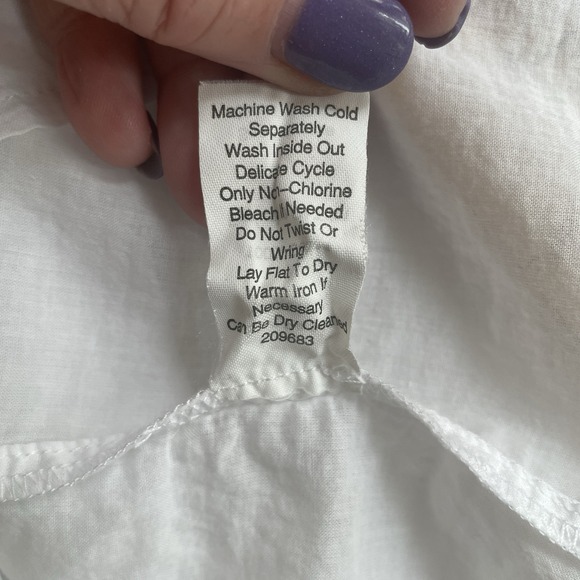 Machine Wash Cold
Separately
Wash Inside Out
Delicate Cycle
Only Non-Chlorine
Bleach If Needed
Do Not Twist Or
Wring
Lay Flat To Dry
Warm Iron If
Necessary
Can Be Dry Cleaned
209683